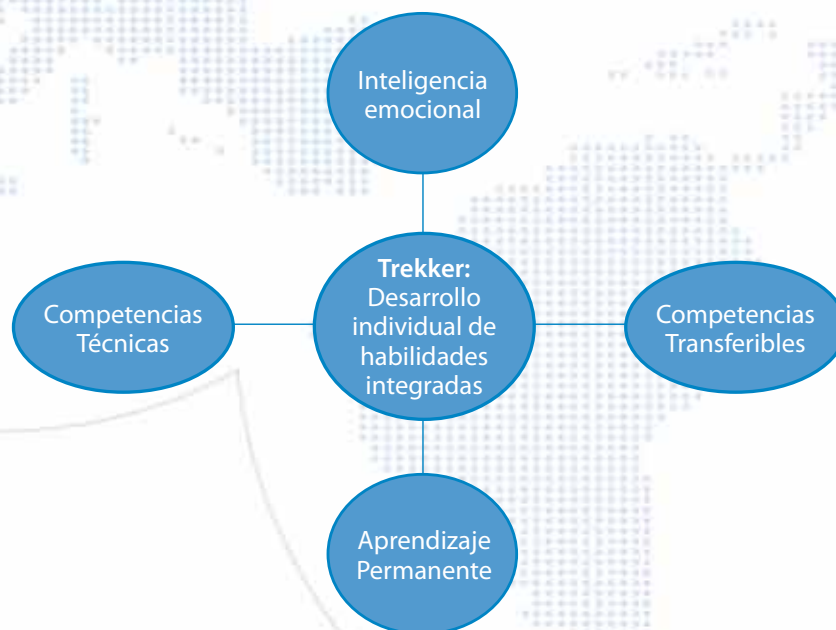 Inteligencia
emocional
Trekker:
Desarrollo
individual de
habilidades
integradas
Competencias
Técnicas
Competencias
Transferibles
Aprendizaje
Permanente